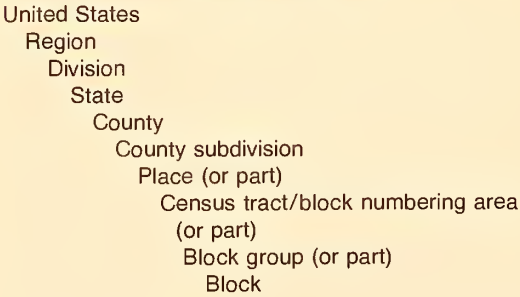 United States
Region
Division
State
County
County subdivision
Place (or part)
Census tract/block numbering area
(or part)
Block group (or part)
Block